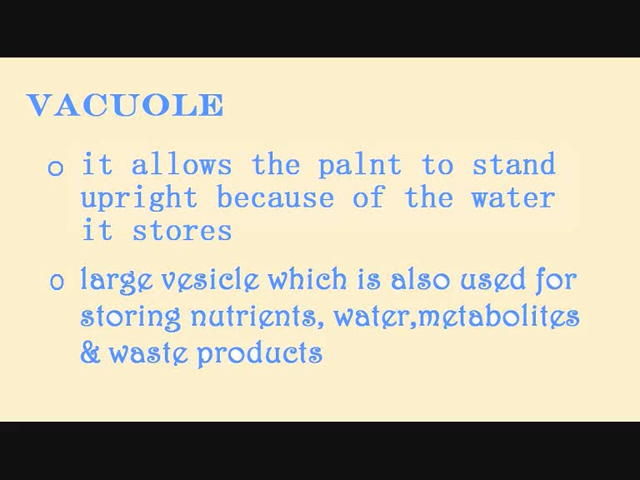 VACUOLE
o it allows the palnt to stand
upright because of the water
it stores
o large vesicle which is also used for
storing nutrients, water,metabolites
& waste products